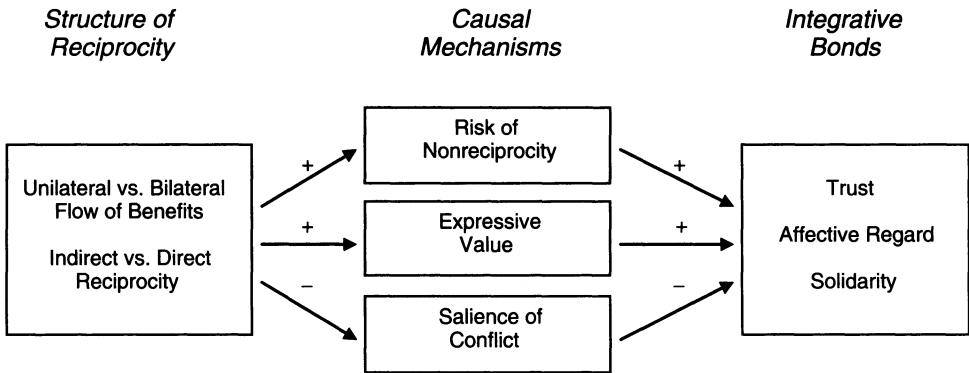 Structure of
Reciprocity
Causal
Mechanisms
Integrative
Bonds
Unilateral vs. Bilateral
Flow of Benefits
Indirect vs. Direct
Reciprocity
+
+
−
Risk of
Nonreciprocity
Expressive
Value
Salience of
Conflict
+
+
−
Trust
Affective Regard
Solidarity